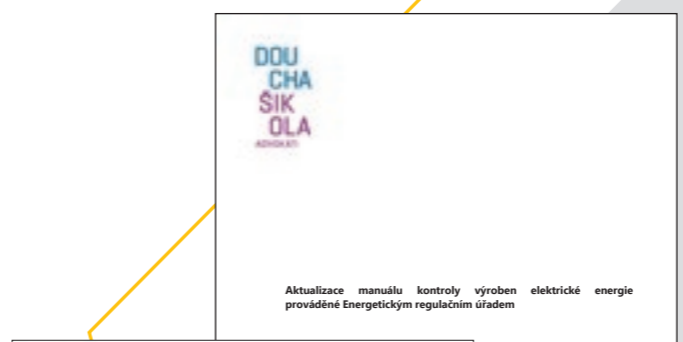 DOU
CHA
ŠIK
OLA
ADVOKÁTI
Aktualizace manuálu kontroly výroben elektrické energie
prováděné Energetickým regulačním úřadem